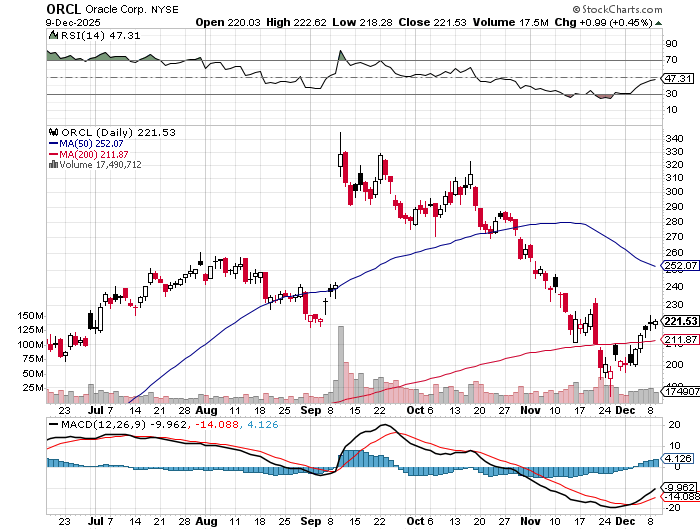 ORCL Oracle Corp. NYSE © StockCharts.com
9-Dec-2025 Open 220.03 High 222.62 Low 218.28 Close 221.53 Volume 17.5M Chg +0.99 (+0.45%)
RSI(14) 47.31
90
70
47.31
30
10
ORCL (Daily) 221.53
MA(50) 252.07
MA(200) 211.87
Volume 17,490,712
340
330
320
310
300
290
280
270
260
252.07
240
230
221.53
211.87
200
150M
125M
100M
75M
50M
25M
17490
23 Jul 7 14 21 28 Aug 11 18 25 Sep 8 15 22 Oct 6 13 20 27 Nov 10 17 24 Dec 8
MACD(12,26,9) -9.962, -14.088, 4.126
20
10
4.126
-9.962
-14.088
-20
23 Jul 7 14 21 28 Aug 11 18 25 Sep 8 15 22 Oct 6 13 20 27 Nov 10 17 24 Dec 8